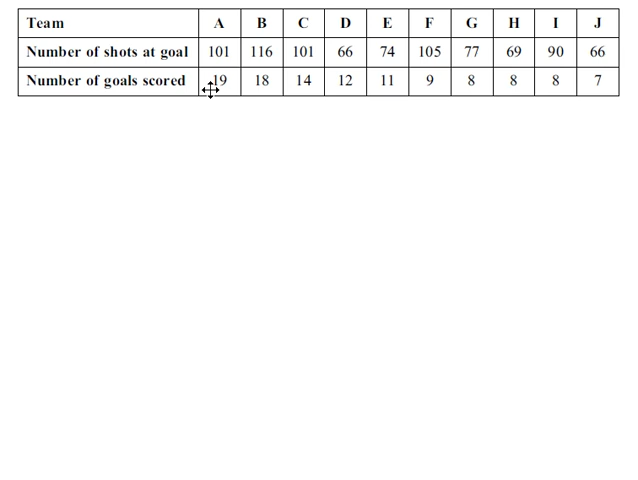 Team A B C D E F G H I J
Number of shots at goal 101 116 101 66 74 105 77 69 90 66
Number of goals scored 19 18 14 12 11 9 8 8 8 7